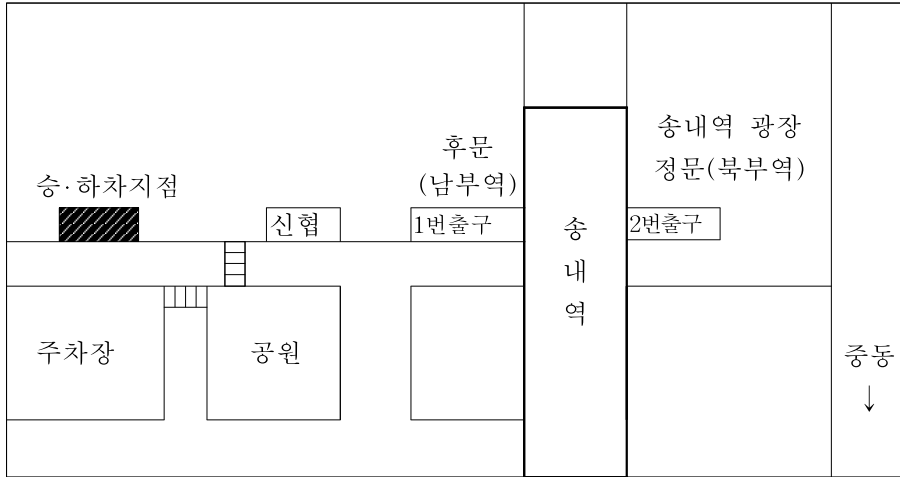 승·하차지점
신협
후문
(남부역)
1번출구
송내역
송내역 광장
정문(북부역)
2번출구
주차장
공원
중동
↓